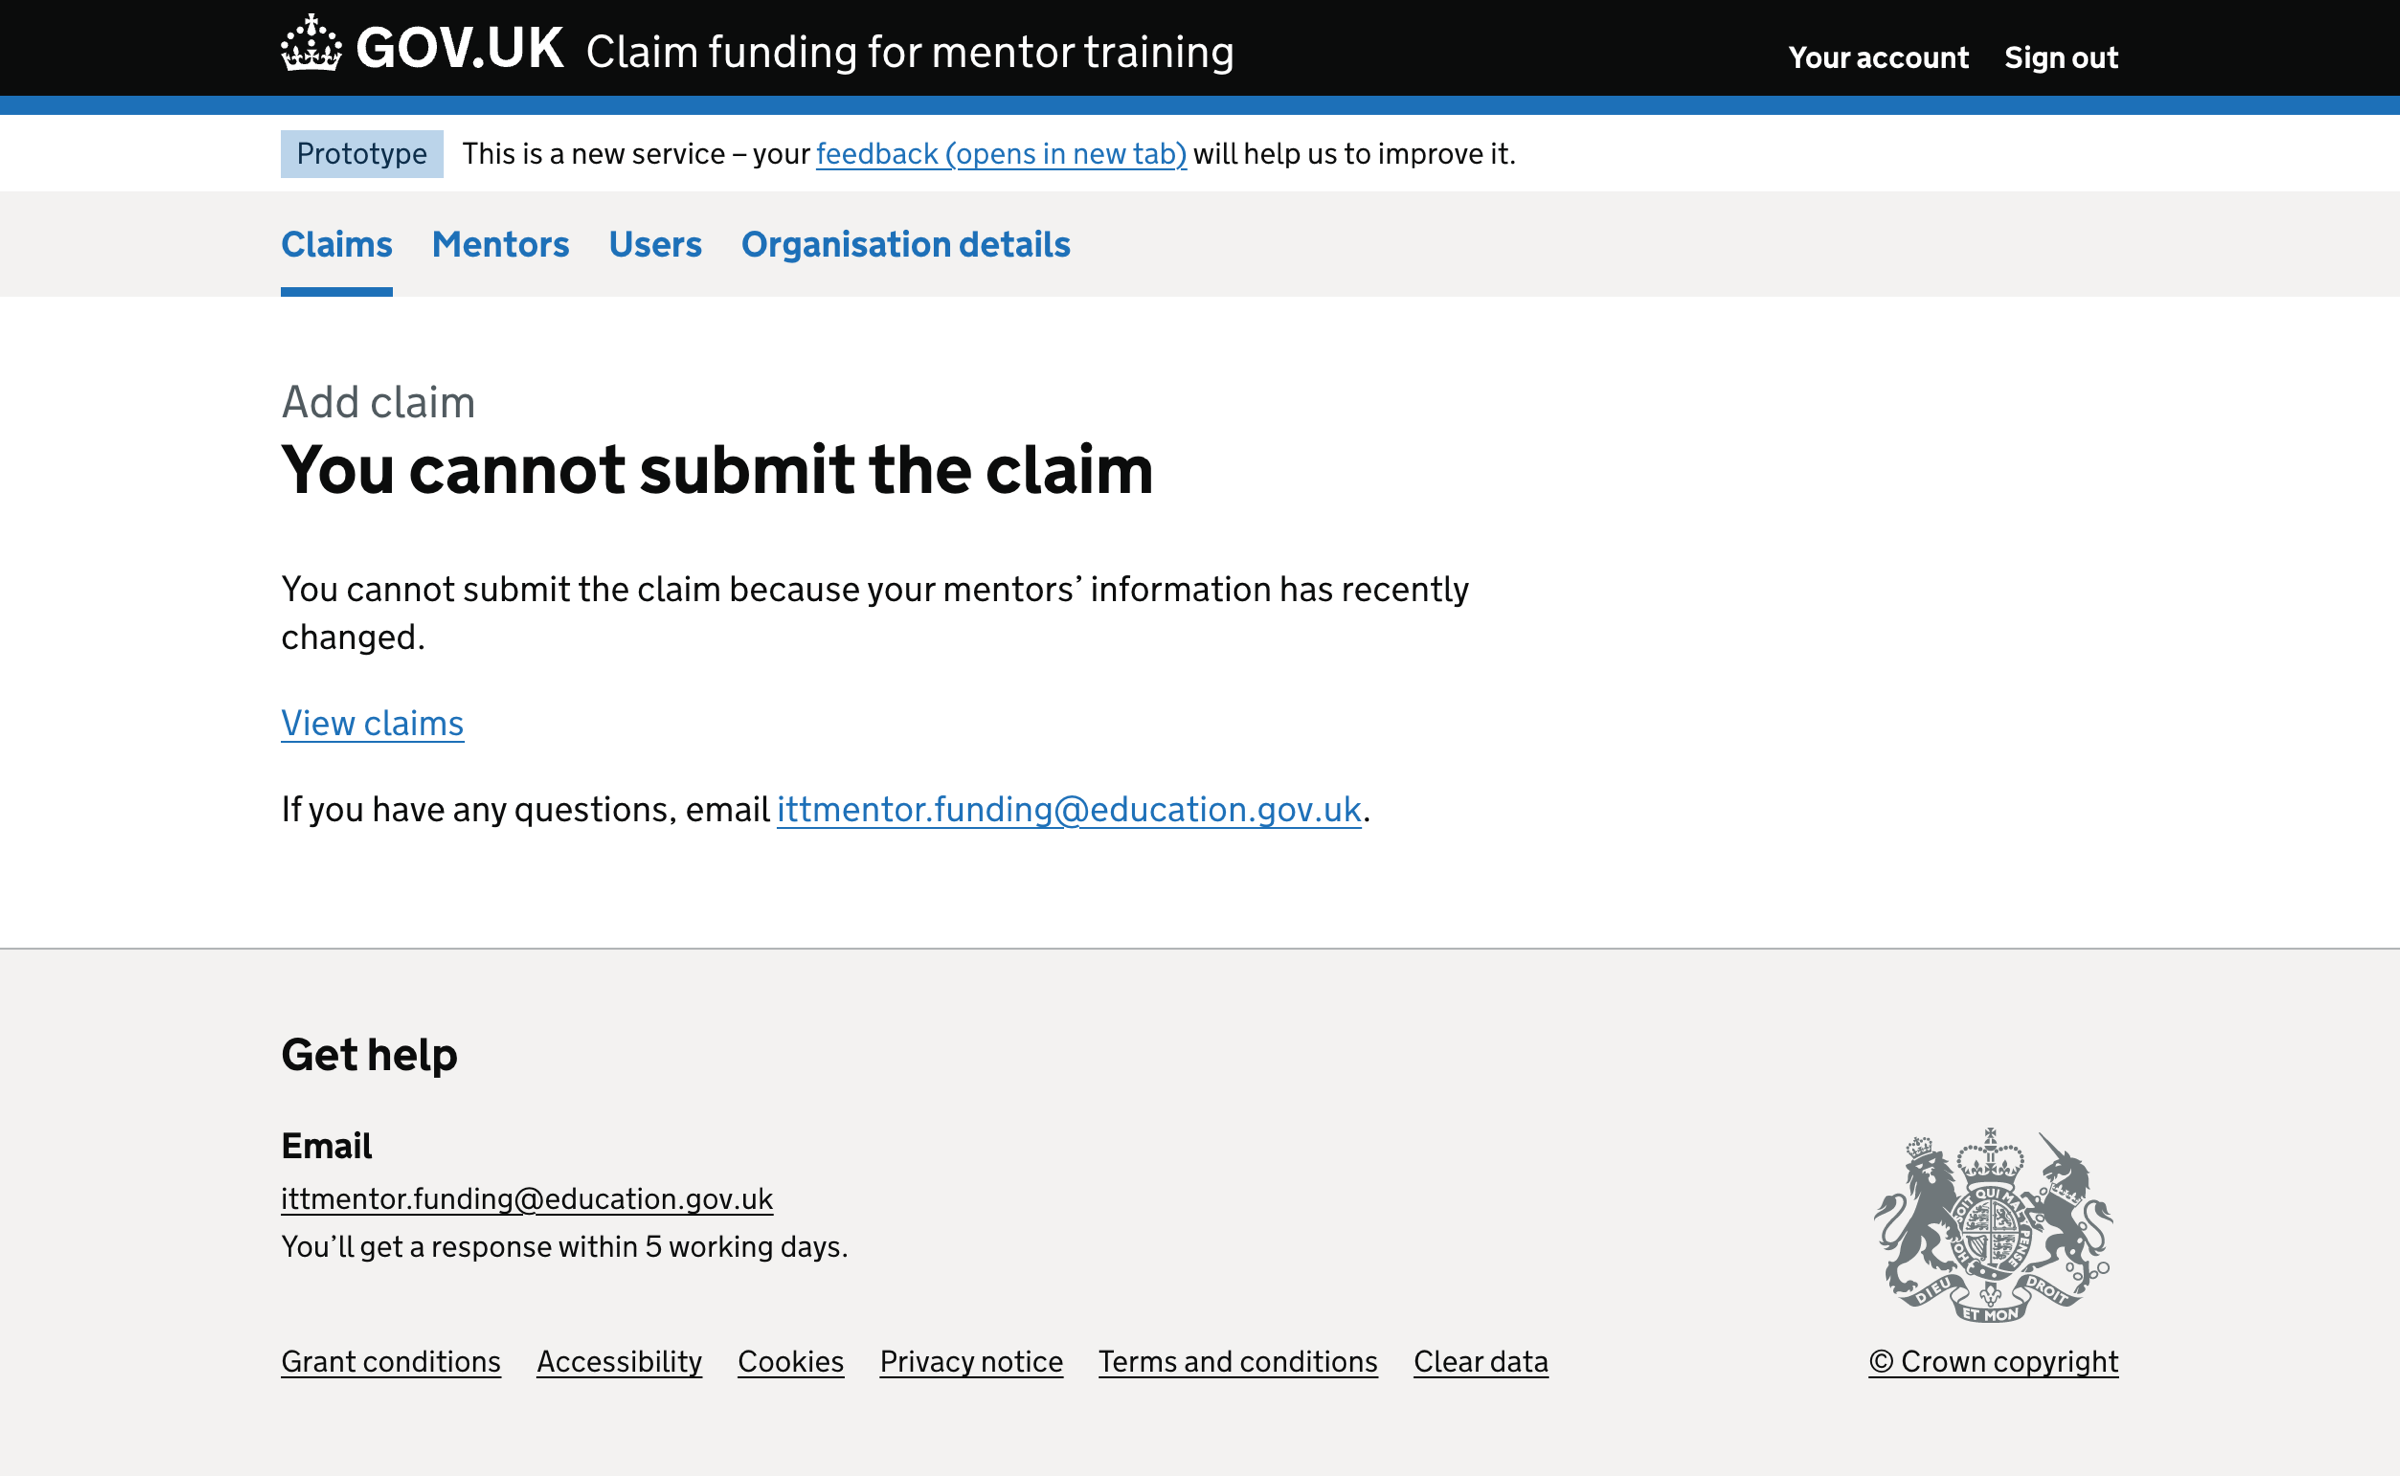 GOV.UK Claim funding for mentor training
Your account Sign out
Prototype This is a new service – your feedback (opens in new tab) will help us to improve it.
Claims Mentors Users Organisation details
Add claim
You cannot submit the claim
You cannot submit the claim because your mentors’ information has recently
changed.
View claims
If you have any questions, email ittmentor.funding@education.gov.uk.
Get help
Email
ittmentor.funding@education.gov.uk
You’ll get a response within 5 working days.
SOIT QUI MAL Y PENSE
HON
DIEU ET MON DROIT
Grant conditions Accessibility Cookies Privacy notice Terms and conditions Clear data
© Crown copyright